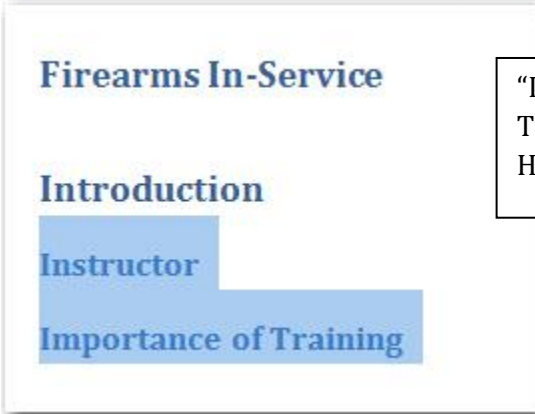 Firearms In-Service
Introduction
Instructor
Importance of Training